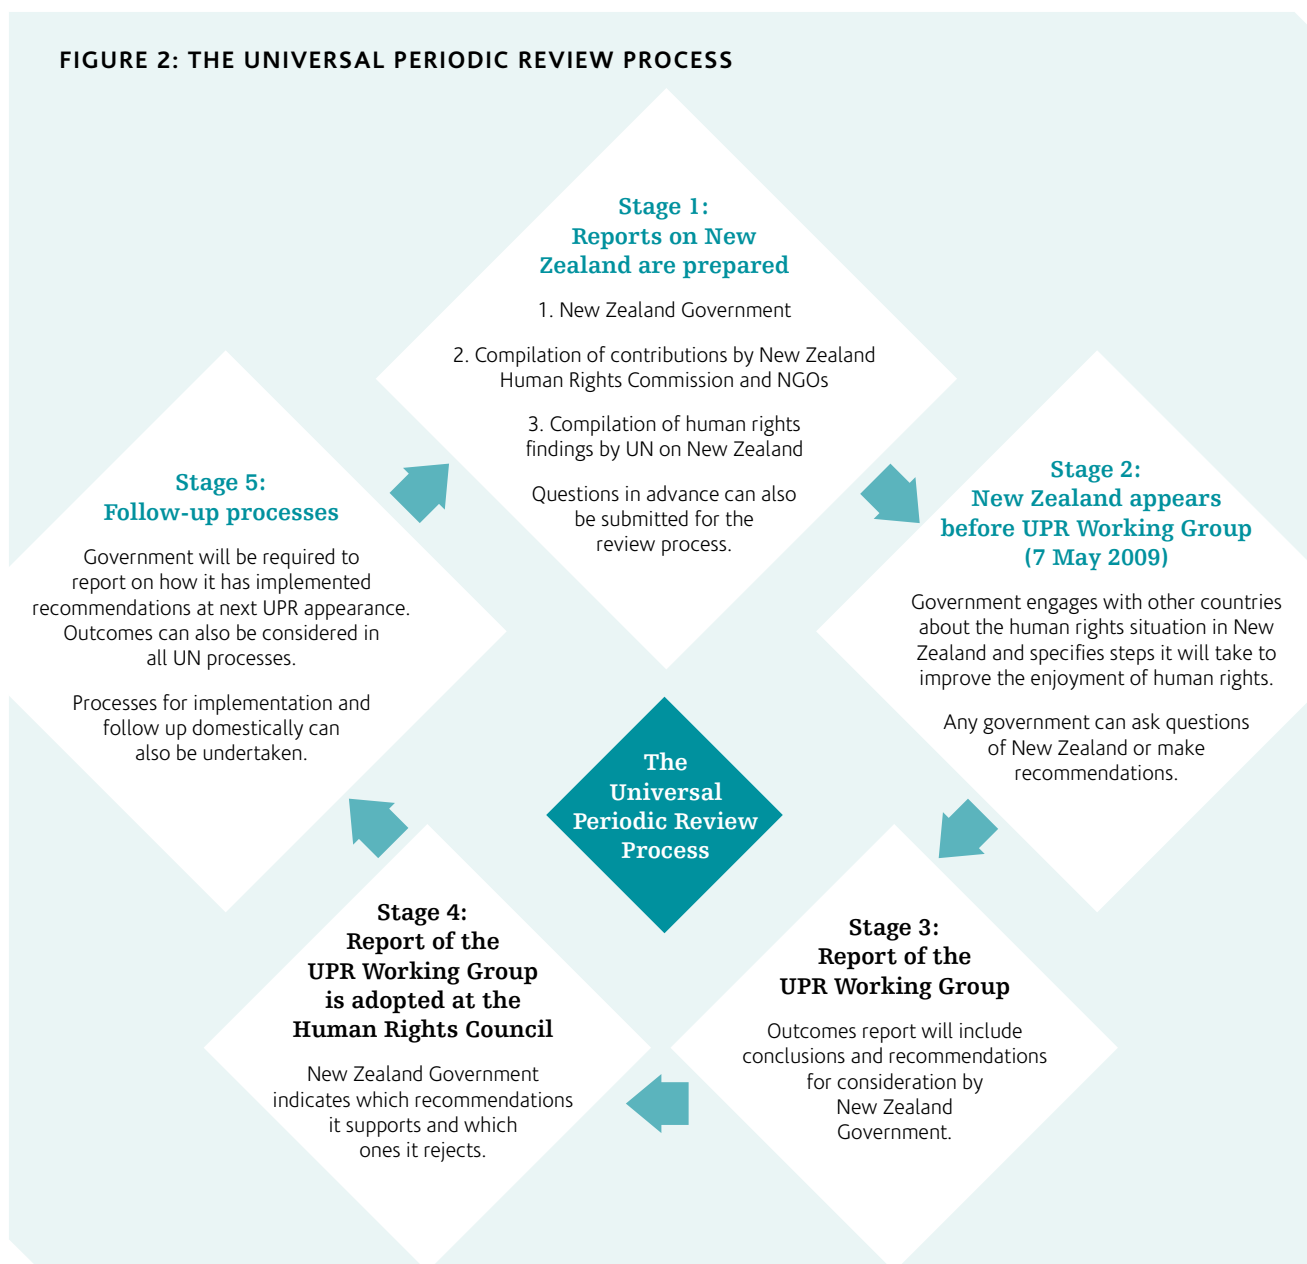 FIGURE 2: THE UNIVERSAL PERIODIC REVIEW PROCESS
Stage 1:
Reports on New
Zealand are prepared
1. New Zealand Government
2. Compilation of contributions by New Zealand
Human Rights Commission and NGOs
3. Compilation of human rights
findings by UN on New Zealand
Questions in advance can also
be submitted for the
review process.
Stage 2:
New Zealand appears
before UPR Working Group
(7 May 2009)
Government engages with other countries
about the human rights situation in New
Zealand and specifies steps it will take to
improve the enjoyment of human rights.
Any government can ask questions
of New Zealand or make
recommendations.
Stage 3:
Report of the
UPR Working Group
Outcomes report will include
conclusions and recommendations
for consideration by
New Zealand
Government.
Stage 4:
Report of the
UPR Working Group
is adopted at the
Human Rights Council
New Zealand Government
indicates which recommendations
it supports and which
ones it rejects.
Stage 5:
Follow-up processes
Government will be required to
report on how it has implemented
recommendations at next UPR appearance.
Outcomes can also be considered in
all UN processes.
Processes for implementation and
follow up domestically can
also be undertaken.
The
Universal
Periodic Review
Process